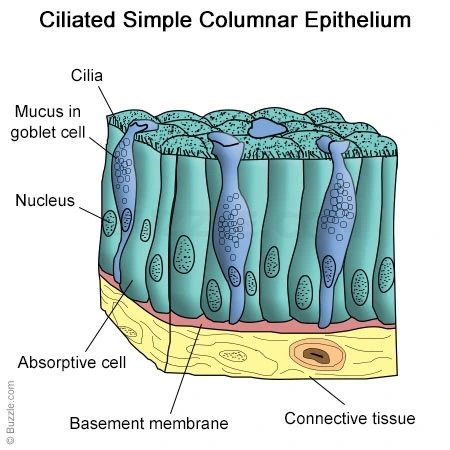 Ciliated Simple Columnar Epithelium
Cilia
Mucus in
goblet cell
Nucleus
Absorptive cell
Basement membrane
Connective tissue
© Buzzle.com